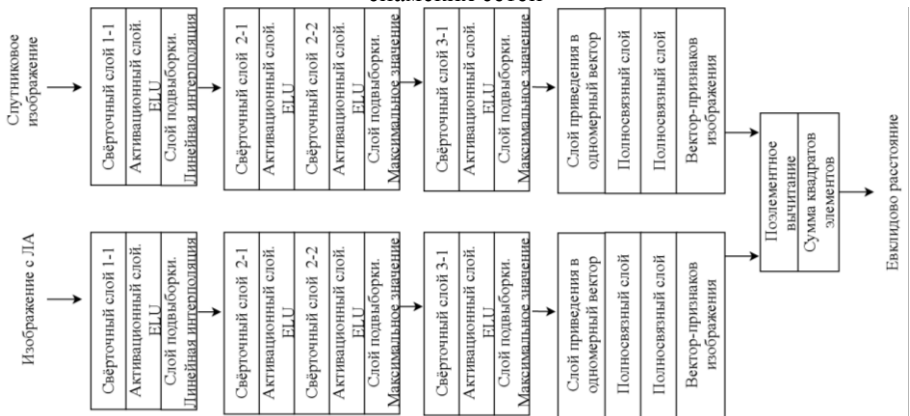 Спутниковое
изображение
Свёрточный слой 1-1
Активационный слой.
ELU
Слой подвыборки.
Линейная интерполяция
Свёрточный слой 2-1
Активационный слой.
ELU
Свёрточный слой 2-2
Активационный слой.
ELU
Слой подвыборки.
Максимальное значение
Свёрточный слой 3-1
Активационный слой.
ELU
Слой подвыборки.
Максимальное значение
Слой приведения в
одномерный вектор
Полносвязный слой
Полносвязный слой
Вектор-признаков
изображения
Изображение с ЛА
Свёрточный слой 1-1
Активационный слой.
ELU
Слой подвыборки.
Линейная интерполяция
Свёрточный слой 2-1
Активационный слой.
ELU
Свёрточный слой 2-2
Активационный слой.
ELU
Слой подвыборки.
Максимальное значение
Свёрточный слой 3-1
Активационный слой.
ELU
Слой подвыборки.
Максимальное значение
Слой приведения в
одномерный вектор
Полносвязный слой
Полносвязный слой
Вектор-признаков
изображения
Поэлементное
вычитание
Сумма квадратов
элементов
Евклидово расстояние